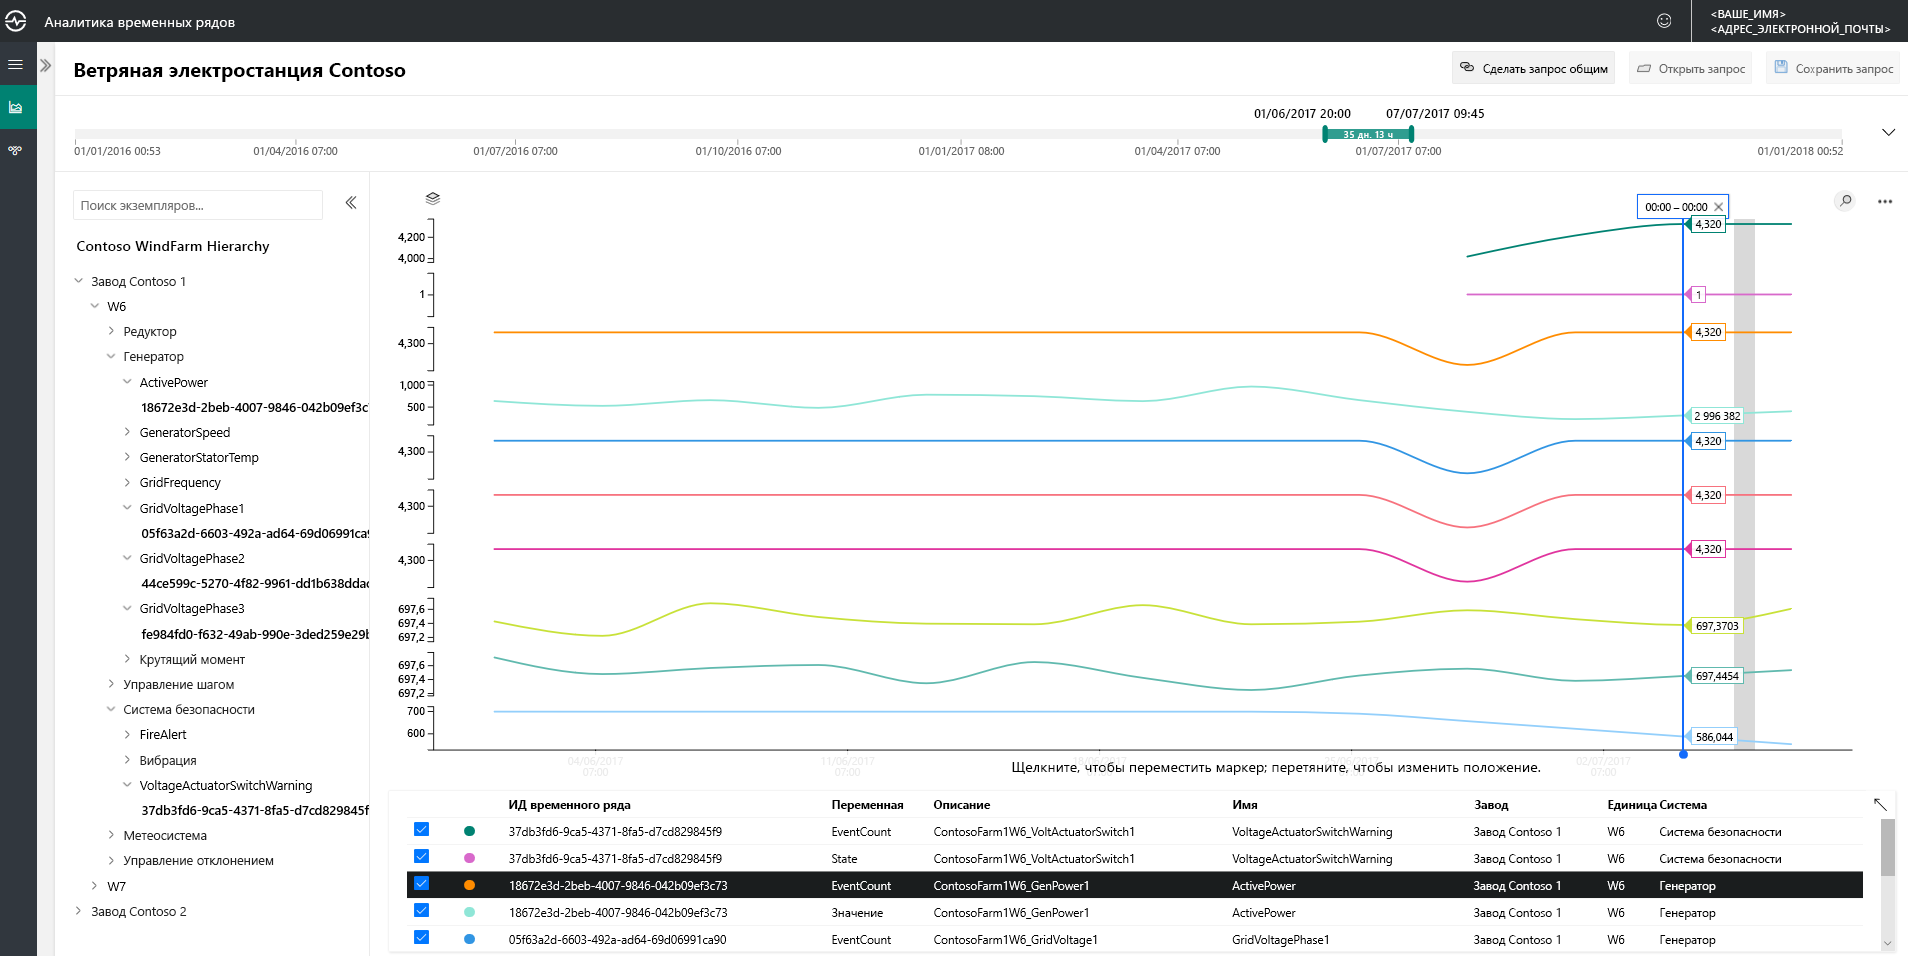 Аналитика временных рядов
<ВАШЕ_ИМЯ>
<АДРЕС_ЭЛЕКТРОННОЙ_ПОЧТЫ>
Ветряная электростанция Contoso
Сделать запрос общим
Открыть запрос
Сохранить запрос
01/06/2017 20:00
07/07/2017 09:45
35 дн. 13 ч
01/01/2016 00:53
01/04/2016 07:00
01/07/2016 07:00
01/10/2016 07:00
01/01/2017 08:00
01/04/2017 07:00
01/07/2017 07:00
01/01/2018 00:52
Поиск экземпляров...
Contoso WindFarm Hierarchy
Завод Contoso 1
W6
Редуктор
Генератор
ActivePower
18672e3d-2beb-4007-9846-042b09ef3c7
GeneratorSpeed
GeneratorStatorTemp
GridFrequency
GridVoltagePhase1
05f63a2d-6603-492a-ad64-69d06991ca9
GridVoltagePhase2
44ce599c-5270-4f82-9961-dd1b638ddac
GridVoltagePhase3
fe984fd0-f632-49ab-990e-3ded259e29b
Крутящий момент
Управление шагом
Система безопасности
FireAlert
Вибрация
VoltageActuatorSwitchWarning
37db3fd6-9ca5-4371-8fa5-d7cd829845f
Метеосистема
Управление отклонением
W7
Завод Contoso 2
00:00 – 00:00
4,200
4,000
4,320
1
1
4,300
4,320
1,000
500
2 996 382
4,300
4,320
4,300
4,320
4,300
4,320
697,6
697,4
697,2
697,3703
697,6
697,4
697,2
697,4454
700
600
586,044
04/06/2017
07:00
11/06/2017
07:00
18/06/2017
07:00
25/06/2017
07:00
02/07/2017
07:00
Щелкните, чтобы переместить маркер; перетяните, чтобы изменить положение.
ИД временного ряда Переменная Описание Имя Завод Единица Система
37db3fd6-9ca5-4371-8fa5-d7cd829845f9 EventCount ContosoFarm1W6_VoltActuatorSwitch1 VoltageActuatorSwitchWarning Завод Contoso 1 W6 Система безопасности
37db3fd6-9ca5-4371-8fa5-d7cd829845f9 State ContosoFarm1W6_VoltActuatorSwitch1 VoltageActuatorSwitchWarning Завод Contoso 1 W6 Система безопасности
18672e3d-2beb-4007-9846-042b09ef3c73 EventCount ContosoFarm1W6_GenPower1 ActivePower Завод Contoso 1 W6 Генератор
18672e3d-2beb-4007-9846-042b09ef3c73 Значение ContosoFarm1W6_GenPower1 ActivePower Завод Contoso 1 W6 Генератор
05f63a2d-6603-492a-ad64-69d06991ca90 EventCount ContosoFarm1W6_GridVoltage1 GridVoltagePhase1 Завод Contoso 1 W6 Генератор